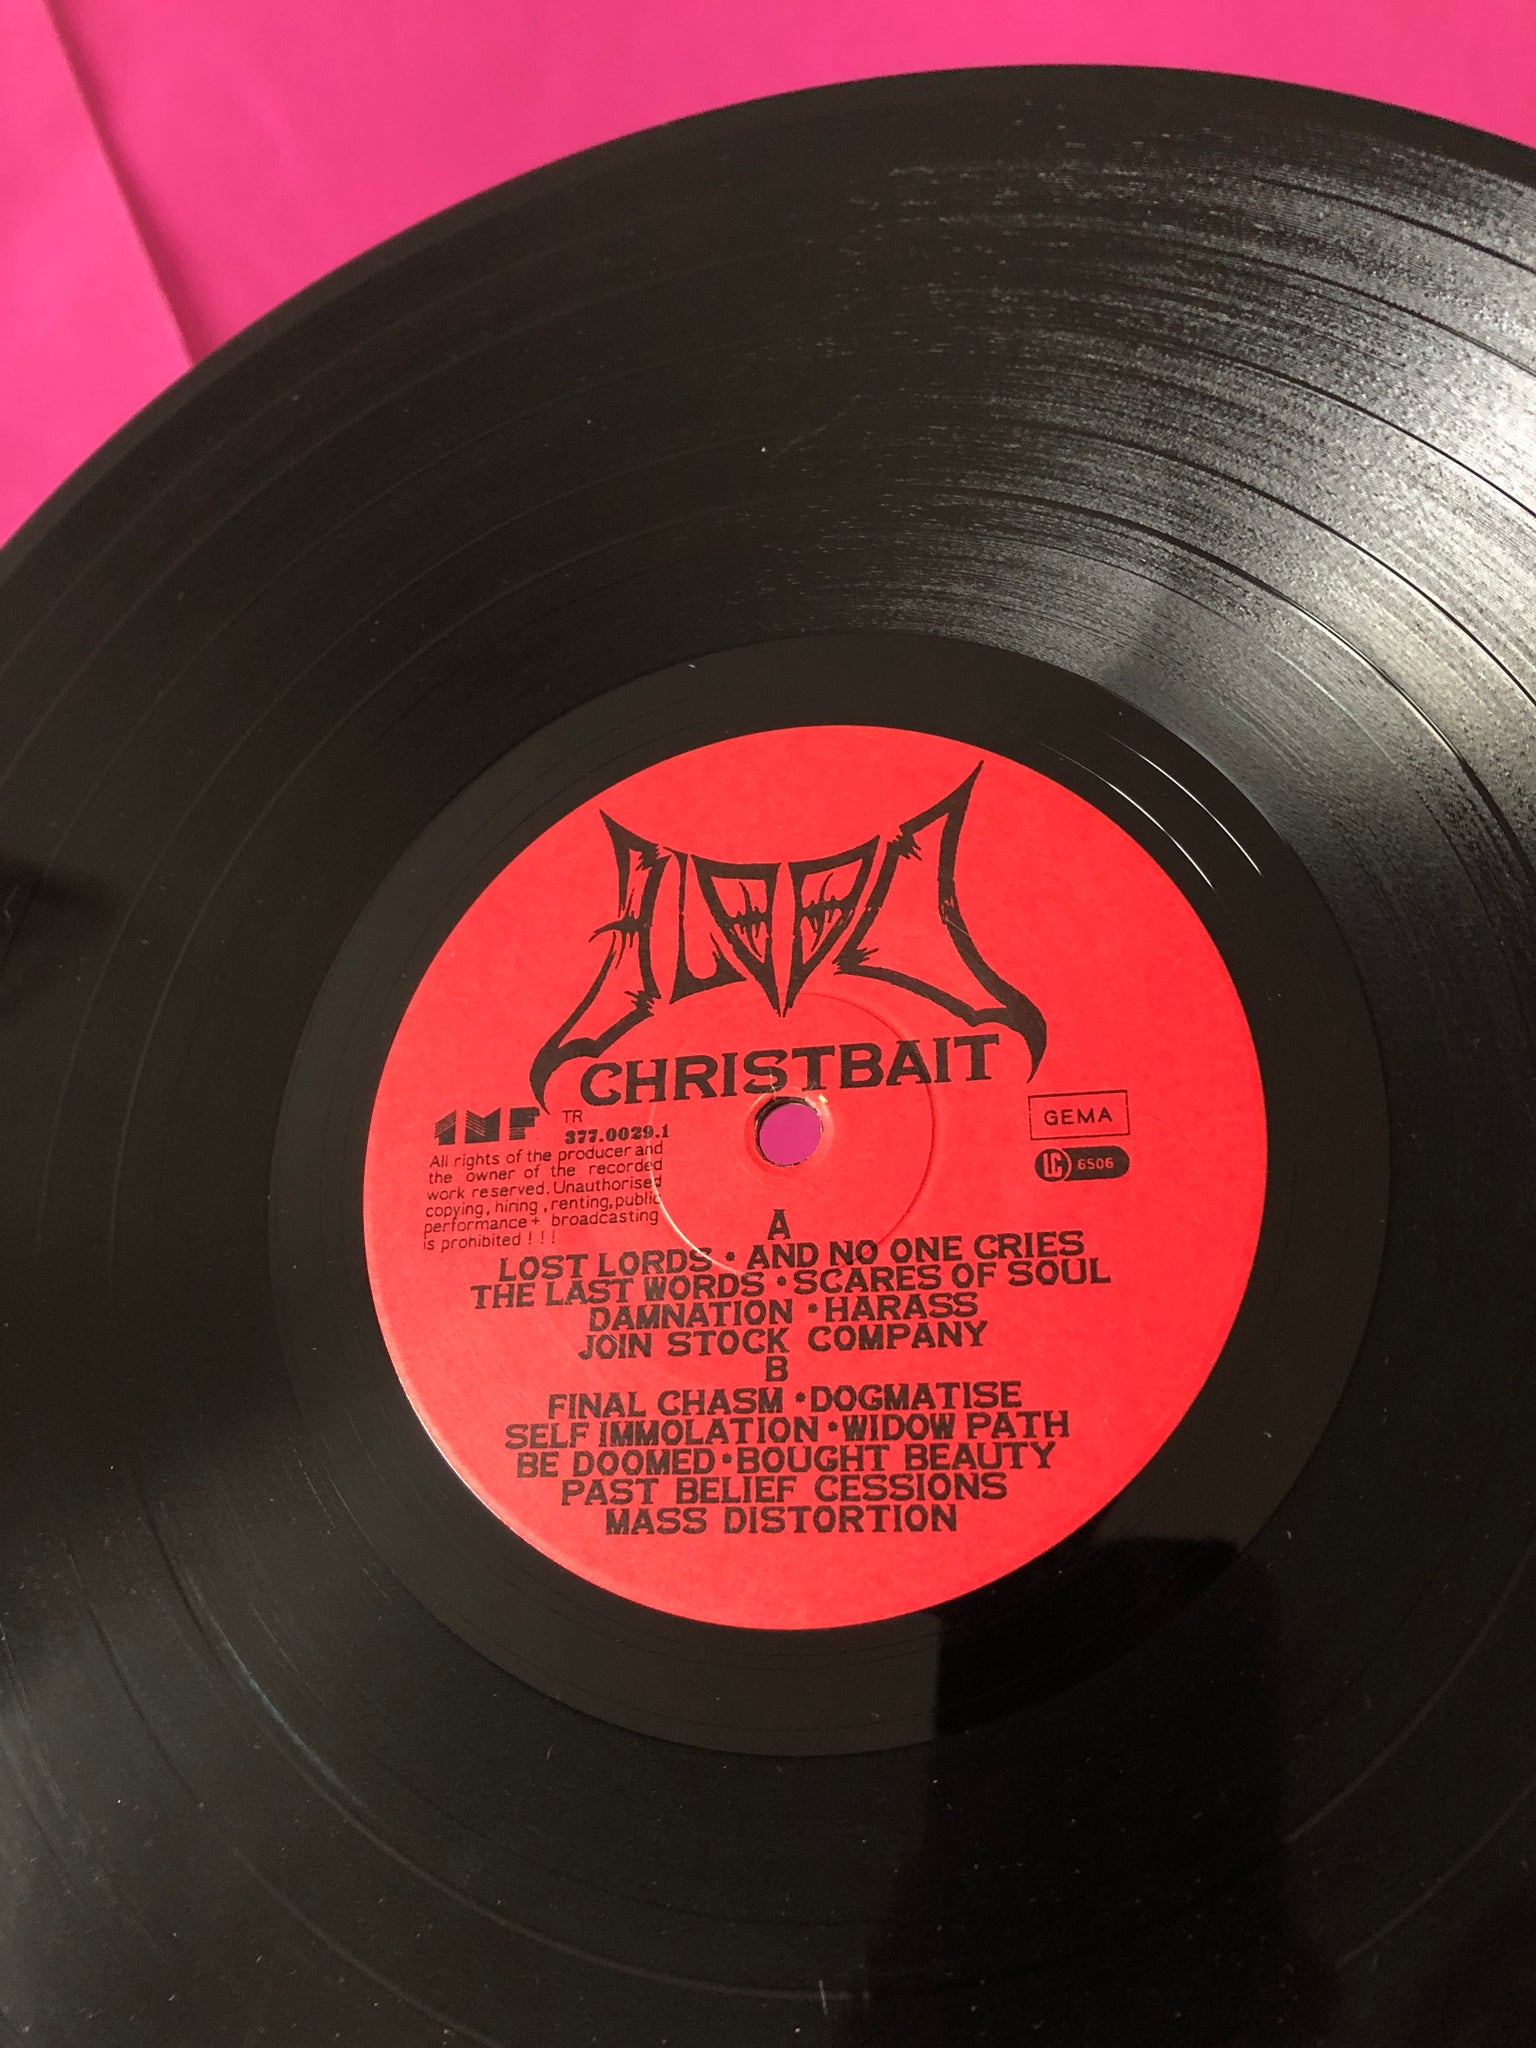 BLOOD
CHRISTBAIT
1MF TR
377.0029.1
All rights of the producer and
the owner of the recorded
work reserved. Unauthorised
copying, hiring, renting, public
performance + broadcasting
is prohibited ! ! !
GEMA
LC 6506
A
LOST LORDS • AND NO ONE CRIES
THE LAST WORDS • SCARES OF SOUL
DAMNATION • HARASS
JOIN STOCK COMPANY
B
FINAL CHASM • DOGMATISE
SELF IMMOLATION • WIDOW PATH
BE DOOMED • BOUGHT BEAUTY
PAST BELIEF CESSIONS
MASS DISTORTION